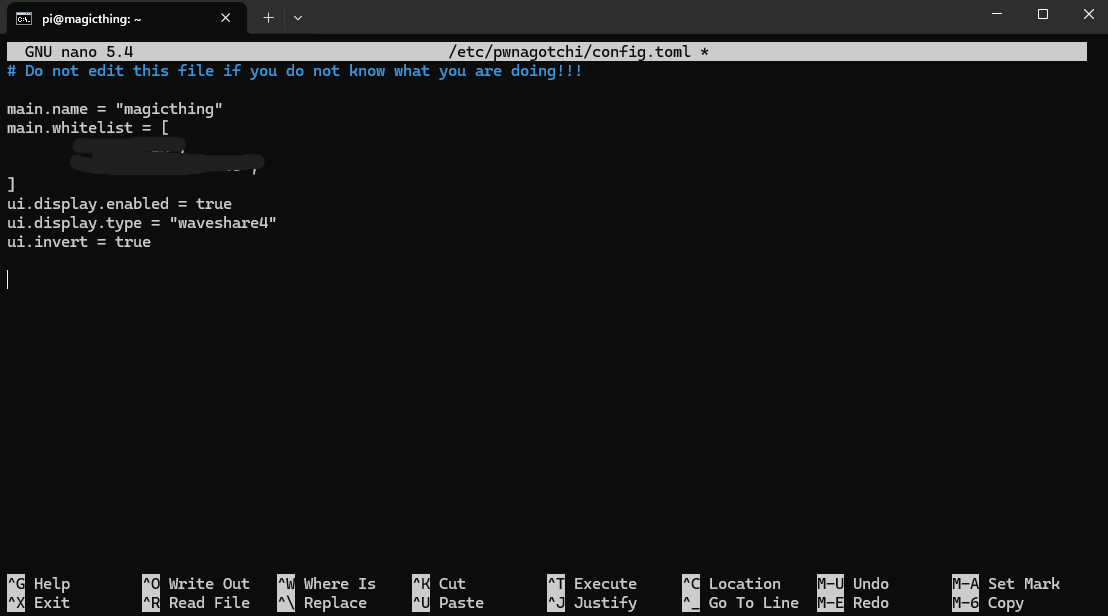 pi@magicthing: ~
GNU nano 5.4 /etc/pwnagotchi/config.toml *
# Do not edit this file if you do not know what you are doing!!!
main.name = "magicthing"
main.whitelist = [
]
ui.display.enabled = true
ui.display.type = "waveshare4"
ui.invert = true
^G Help ^O Write Out ^W Where Is ^K Cut ^T Execute ^C Location M-U Undo M-A Set Mark
^X Exit ^R Read File ^\ Replace ^U Paste ^J Justify ^_ Go To Line M-E Redo M-6 Copy